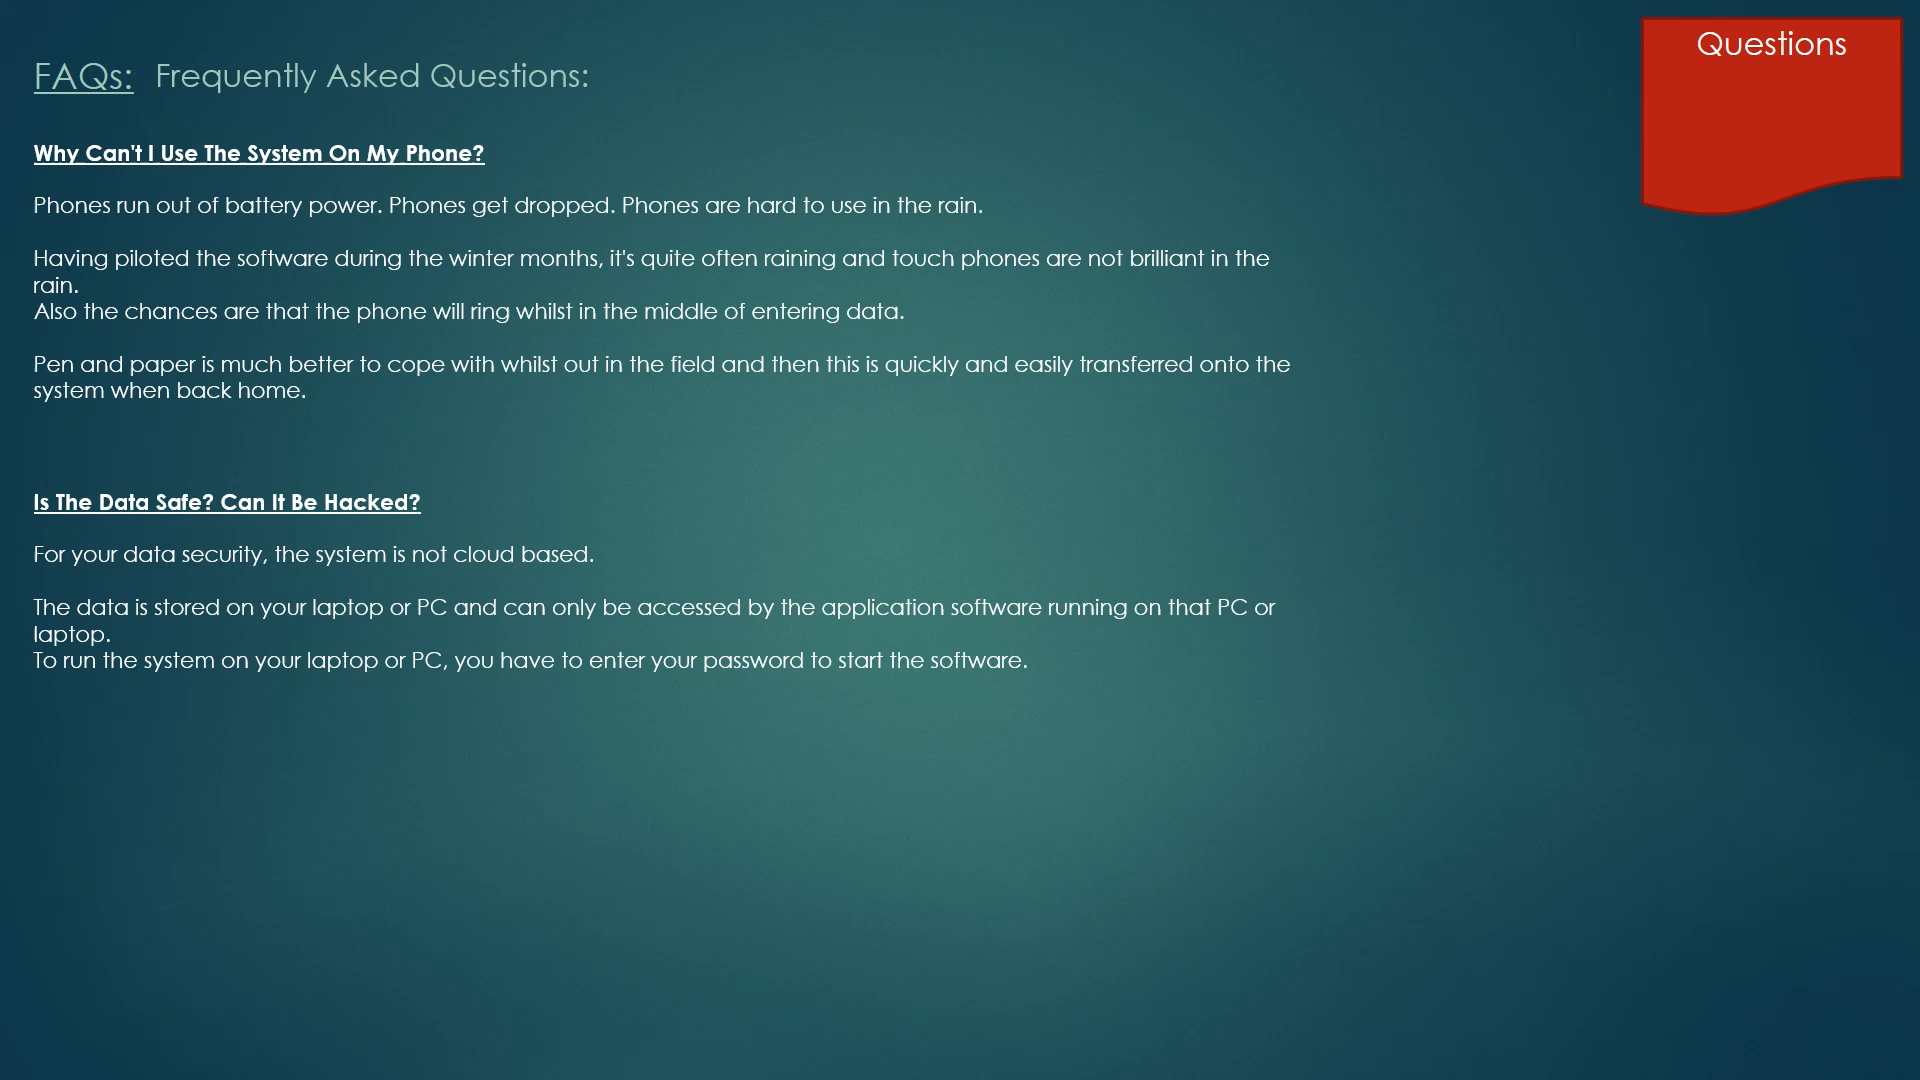 Questions
FAQs: Frequently Asked Questions:
Why Can't I Use The System On My Phone?
Phones run out of battery power. Phones get dropped. Phones are hard to use in the rain.
Having piloted the software during the winter months, it's quite often raining and touch phones are not brilliant in the
rain.
Also the chances are that the phone will ring whilst in the middle of entering data.
Pen and paper is much better to cope with whilst out in the field and then this is quickly and easily transferred onto the
system when back home.
Is The Data Safe? Can It Be Hacked?
For your data security, the system is not cloud based.
The data is stored on your laptop or PC and can only be accessed by the application software running on that PC or
laptop.
To run the system on your laptop or PC, you have to enter your password to start the software.